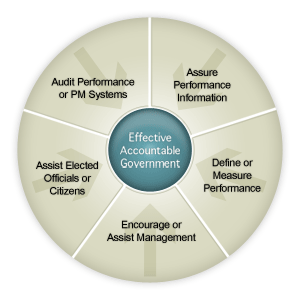 Audit Performance
or PM Systems
Assure
Performance
Information
Effective
Accountable
Government
Assist Elected
Officials or
Citizens
Define or
Measure
Performance
Encourage or
Assist Management